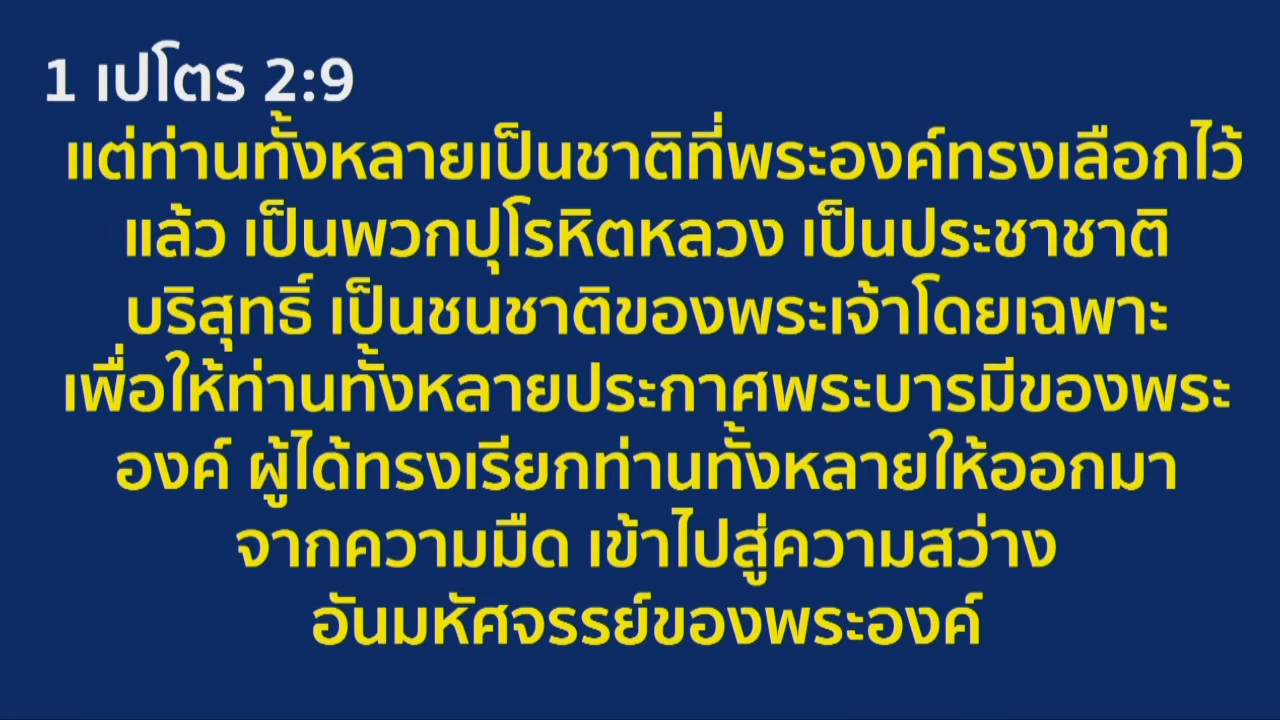 1 เปโตร 2:9
แต่ท่านทั้งหลายเป็นชาติที่พระองค์ทรงเลือกไว้
แล้ว เป็นพวกปุโรหิตหลวง เป็นประชาชาติ
บริสุทธิ์ เป็นชนชาติของพระเจ้าโดยเฉพาะ
เพื่อให้ท่านทั้งหลายประกาศพระบารมีของพระ
องค์ ผู้ได้ทรงเรียกท่านทั้งหลายให้ออกมา
จากความมืด เข้าไปสู่ความสว่าง
อันมหัศจรรย์ของพระองค์